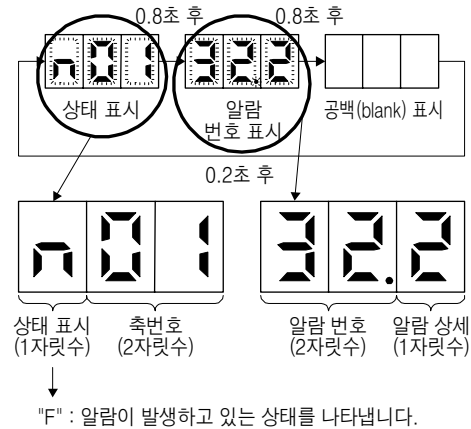 0.8초 후 0.8초 후
n01 32.2
상태 표시 알람 번호 표시 공백(blank) 표시
0.2초 후
n01 32.2
상태 표시 (1자릿수) 축번호 (2자릿수) 알람 번호 (2자릿수) 알람 상세 (1자릿수)
"F" : 알람이 발생하고 있는 상태를 나타냅니다.